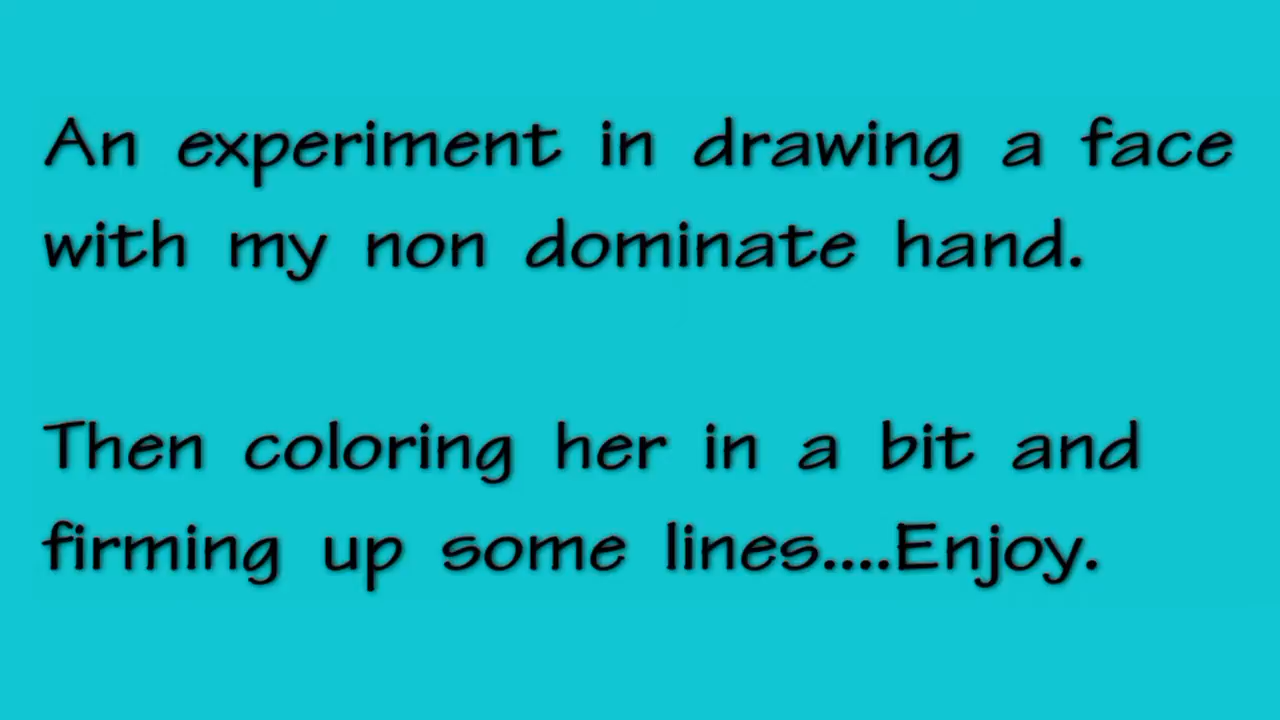 An experiment in drawing a face
with my non dominate hand.
Then coloring her in a bit and
firming up some lines....Enjoy.